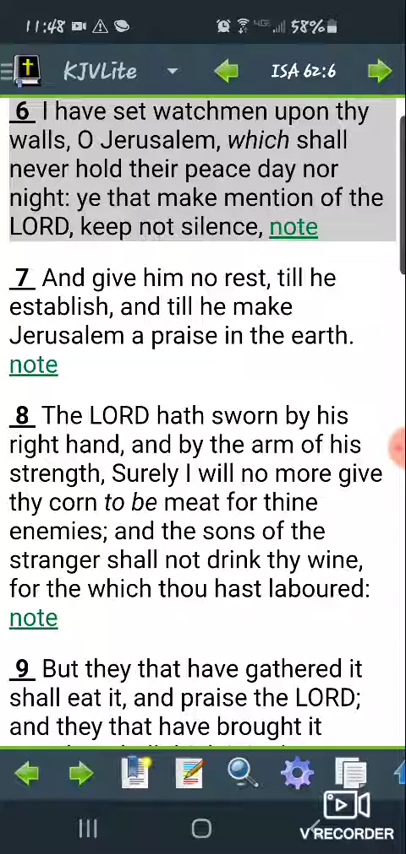 11:48 58%
KJVLite ISA 62:6
6 I have set watchmen upon thy
walls, O Jerusalem, which shall
never hold their peace day nor
night: ye that make mention of the
LORD, keep not silence, note
7 And give him no rest, till he
establish, and till he make
Jerusalem a praise in the earth.
note
8 The LORD hath sworn by his
right hand, and by the arm of his
strength, Surely I will no more give
thy corn to be meat for thine
enemies; and the sons of the
stranger shall not drink thy wine,
for the which thou hast laboured:
note
9 But they that have gathered it
shall eat it, and praise the LORD;
and they that have brought it
V RECORDER